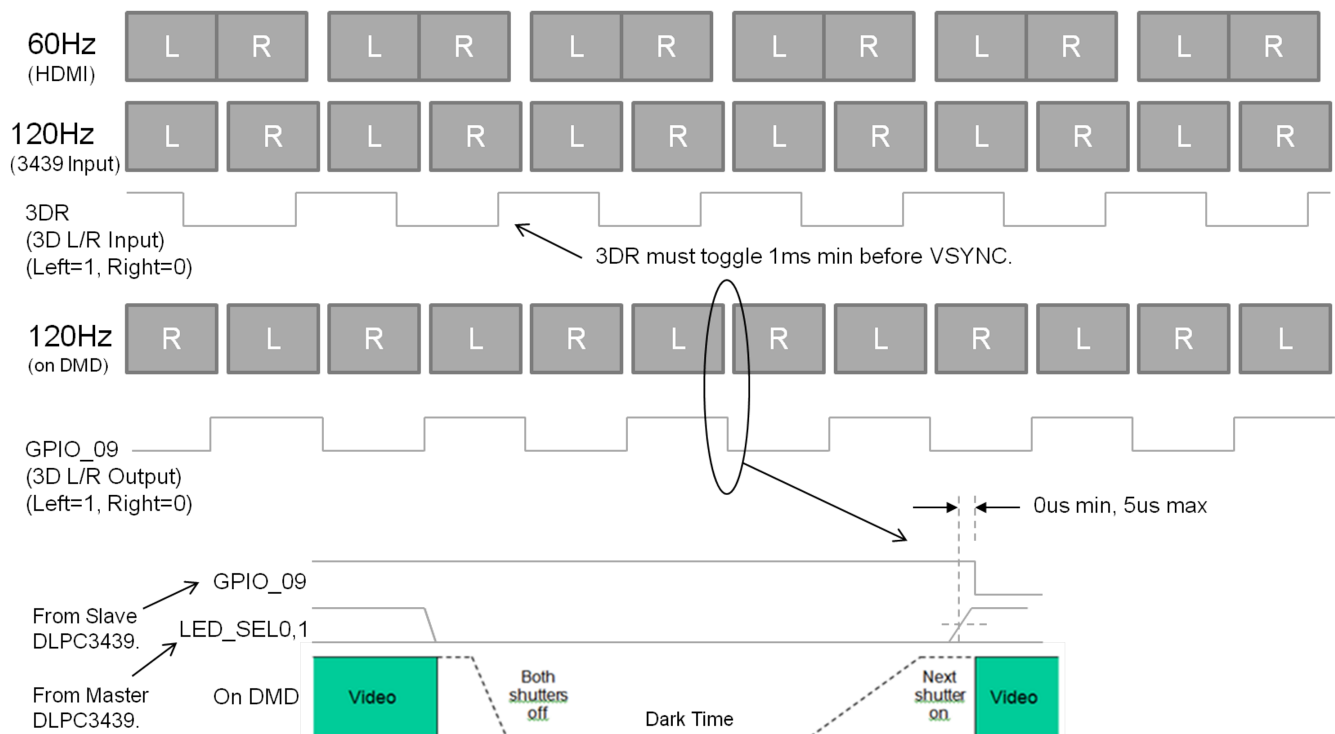 60Hz
(HDMI)
L R L R L R L R L R L R
120Hz
(3439 Input)
L R L R L R L R L R L R
3DR
(3D L/R Input)
(Left=1, Right=0)
3DR must toggle 1ms min before VSYNC.
120Hz
(on DMD)
R L R L R L R L R L R L
GPIO_09
(3D L/R Output)
(Left=1, Right=0)
0us min, 5us max
GPIO_09
From Slave
DLPC3439.
LED_SEL0,1
From Master
DLPC3439.
On DMD
Video
Both
shutters
off
Dark Time
Next
shutter
on
Video